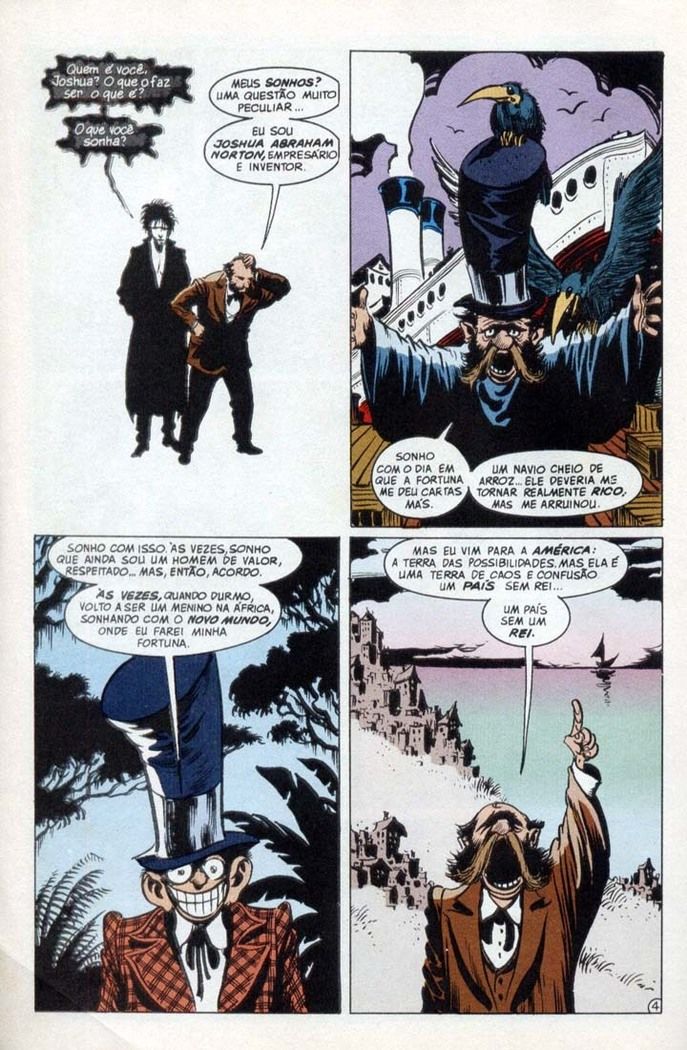 Quem é você,
Joshua? O que o faz
ser o que é?
O que você
sonha?
MEUS SONHOS?
UMA QUESTÃO MUITO
PECULIAR...
EU SOU
JOSHUA ABRAHAM
NORTON, EMPRESÁRIO
E INVENTOR.
SONHO
COM O DIA EM
QUE A FORTUNA
ME DEU CARTAS
MÁS.
UM NAVIO CHEIO DE
ARROZ... ELE DEVERIA ME
TORNAR REALMENTE RICO,
MAS ME ARRUINOU.
SONHO COM ISSO. ÀS VEZES, SONHO
QUE AINDA SOU UM HOMEM DE VALOR,
RESPEITADO... MAS, ENTÃO, ACORDO.
ÀS VEZES, QUANDO DURMO,
VOLTO A SER UM MENINO NA ÁFRICA,
SONHANDO COM O NOVO MUNDO,
ONDE EU FAREI MINHA
FORTUNA.
MAS EU VIM PARA A AMÉRICA:
A TERRA DAS POSSIBILIDADES. MAS ELA É
UMA TERRA DE CAOS E CONFUSÃO
UM PAÍS SEM REI...
UM PAÍS
SEM UM
REI.
4